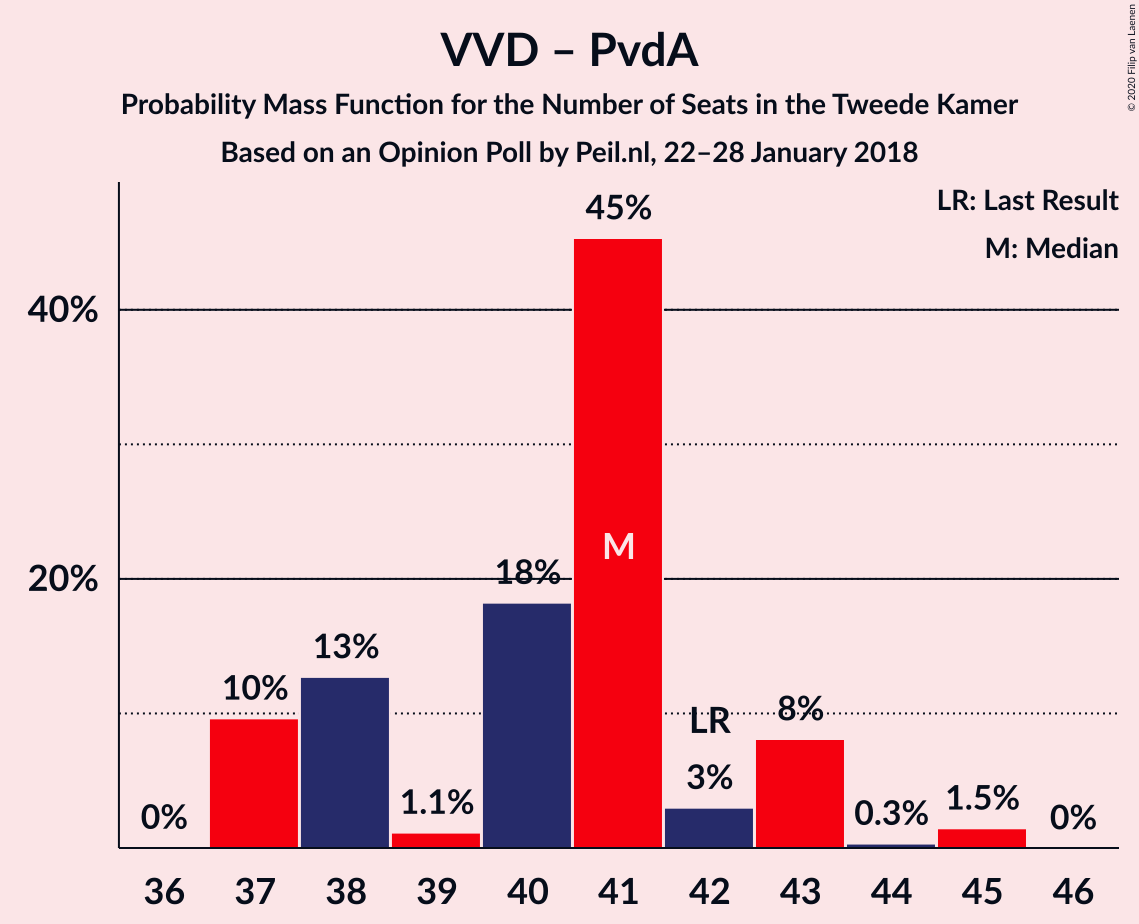 VVD – PvdA
Probability Mass Function for the Number of Seats in the Tweede Kamer
Based on an Opinion Poll by Peil.nl, 22–28 January 2018
© 2020 Filip van Laenen
LR: Last Result
M: Median
40%
20%
0%
10%
13%
1.1%
18%
45%
M
LR
3%
8%
0.3%
1.5%
0%
36 37 38 39 40 41 42 43 44 45 46